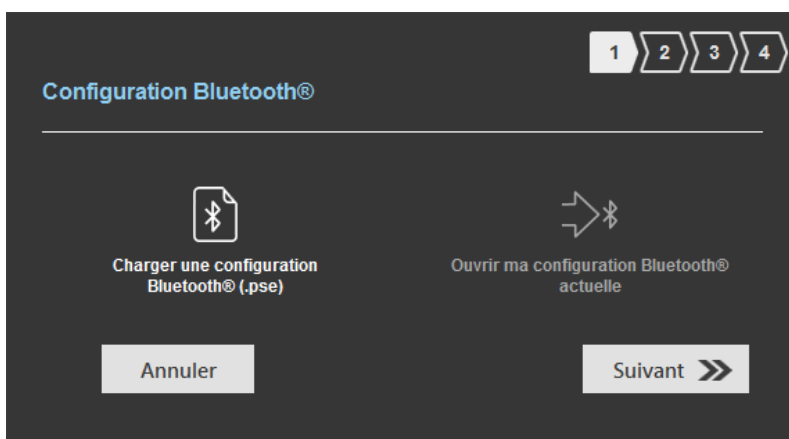 1 2 3 4
Configuration Bluetooth®
Charger une configuration
Bluetooth® (.pse)
Ouvrir ma configuration Bluetooth®
actuelle
Annuler
Suivant